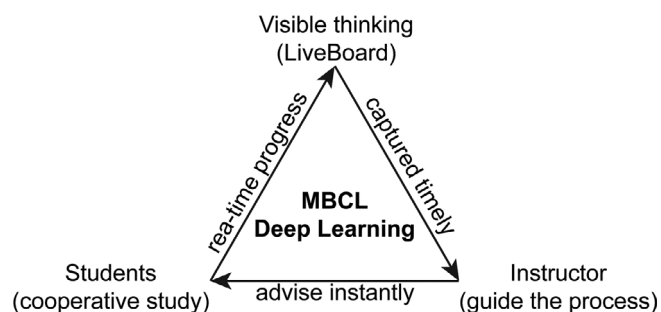 Visible thinking
(LiveBoard)
rea-time progress
captured timely
MBCL
Deep Learning
Students
(cooperative study)
advise instantly
Instructor
(guide the process)